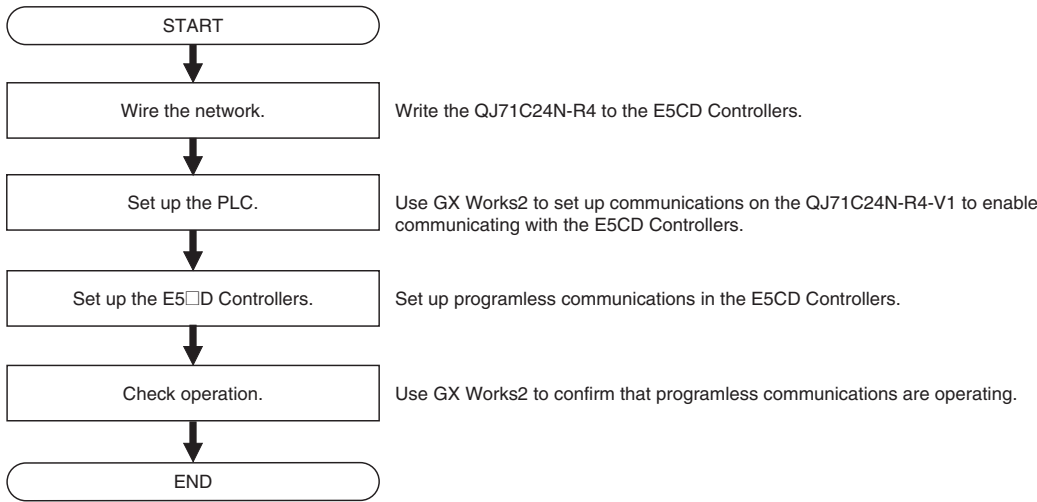 START
Wire the network.
Write the QJ71C24N-R4 to the E5CD Controllers.
Set up the PLC.
Use GX Works2 to set up communications on the QJ71C24N-R4-V1 to enable
communicating with the E5CD Controllers.
Set up the E5□D Controllers.
Set up programless communications in the E5CD Controllers.
Check operation.
Use GX Works2 to confirm that programless communications are operating.
END